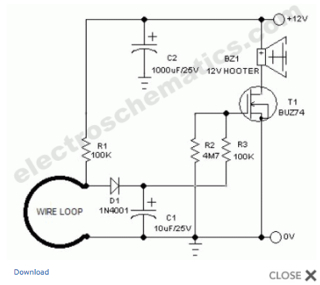 electroschematics.com
+12V
C2
1000uF/25V
BZ1
12V HOOTER
T1
BUZ74
R1
100K
R2
4M7
R3
100K
WIRE LOOP
D1
1N4001
C1
10uF/25V
0V
Download
CLOSE X